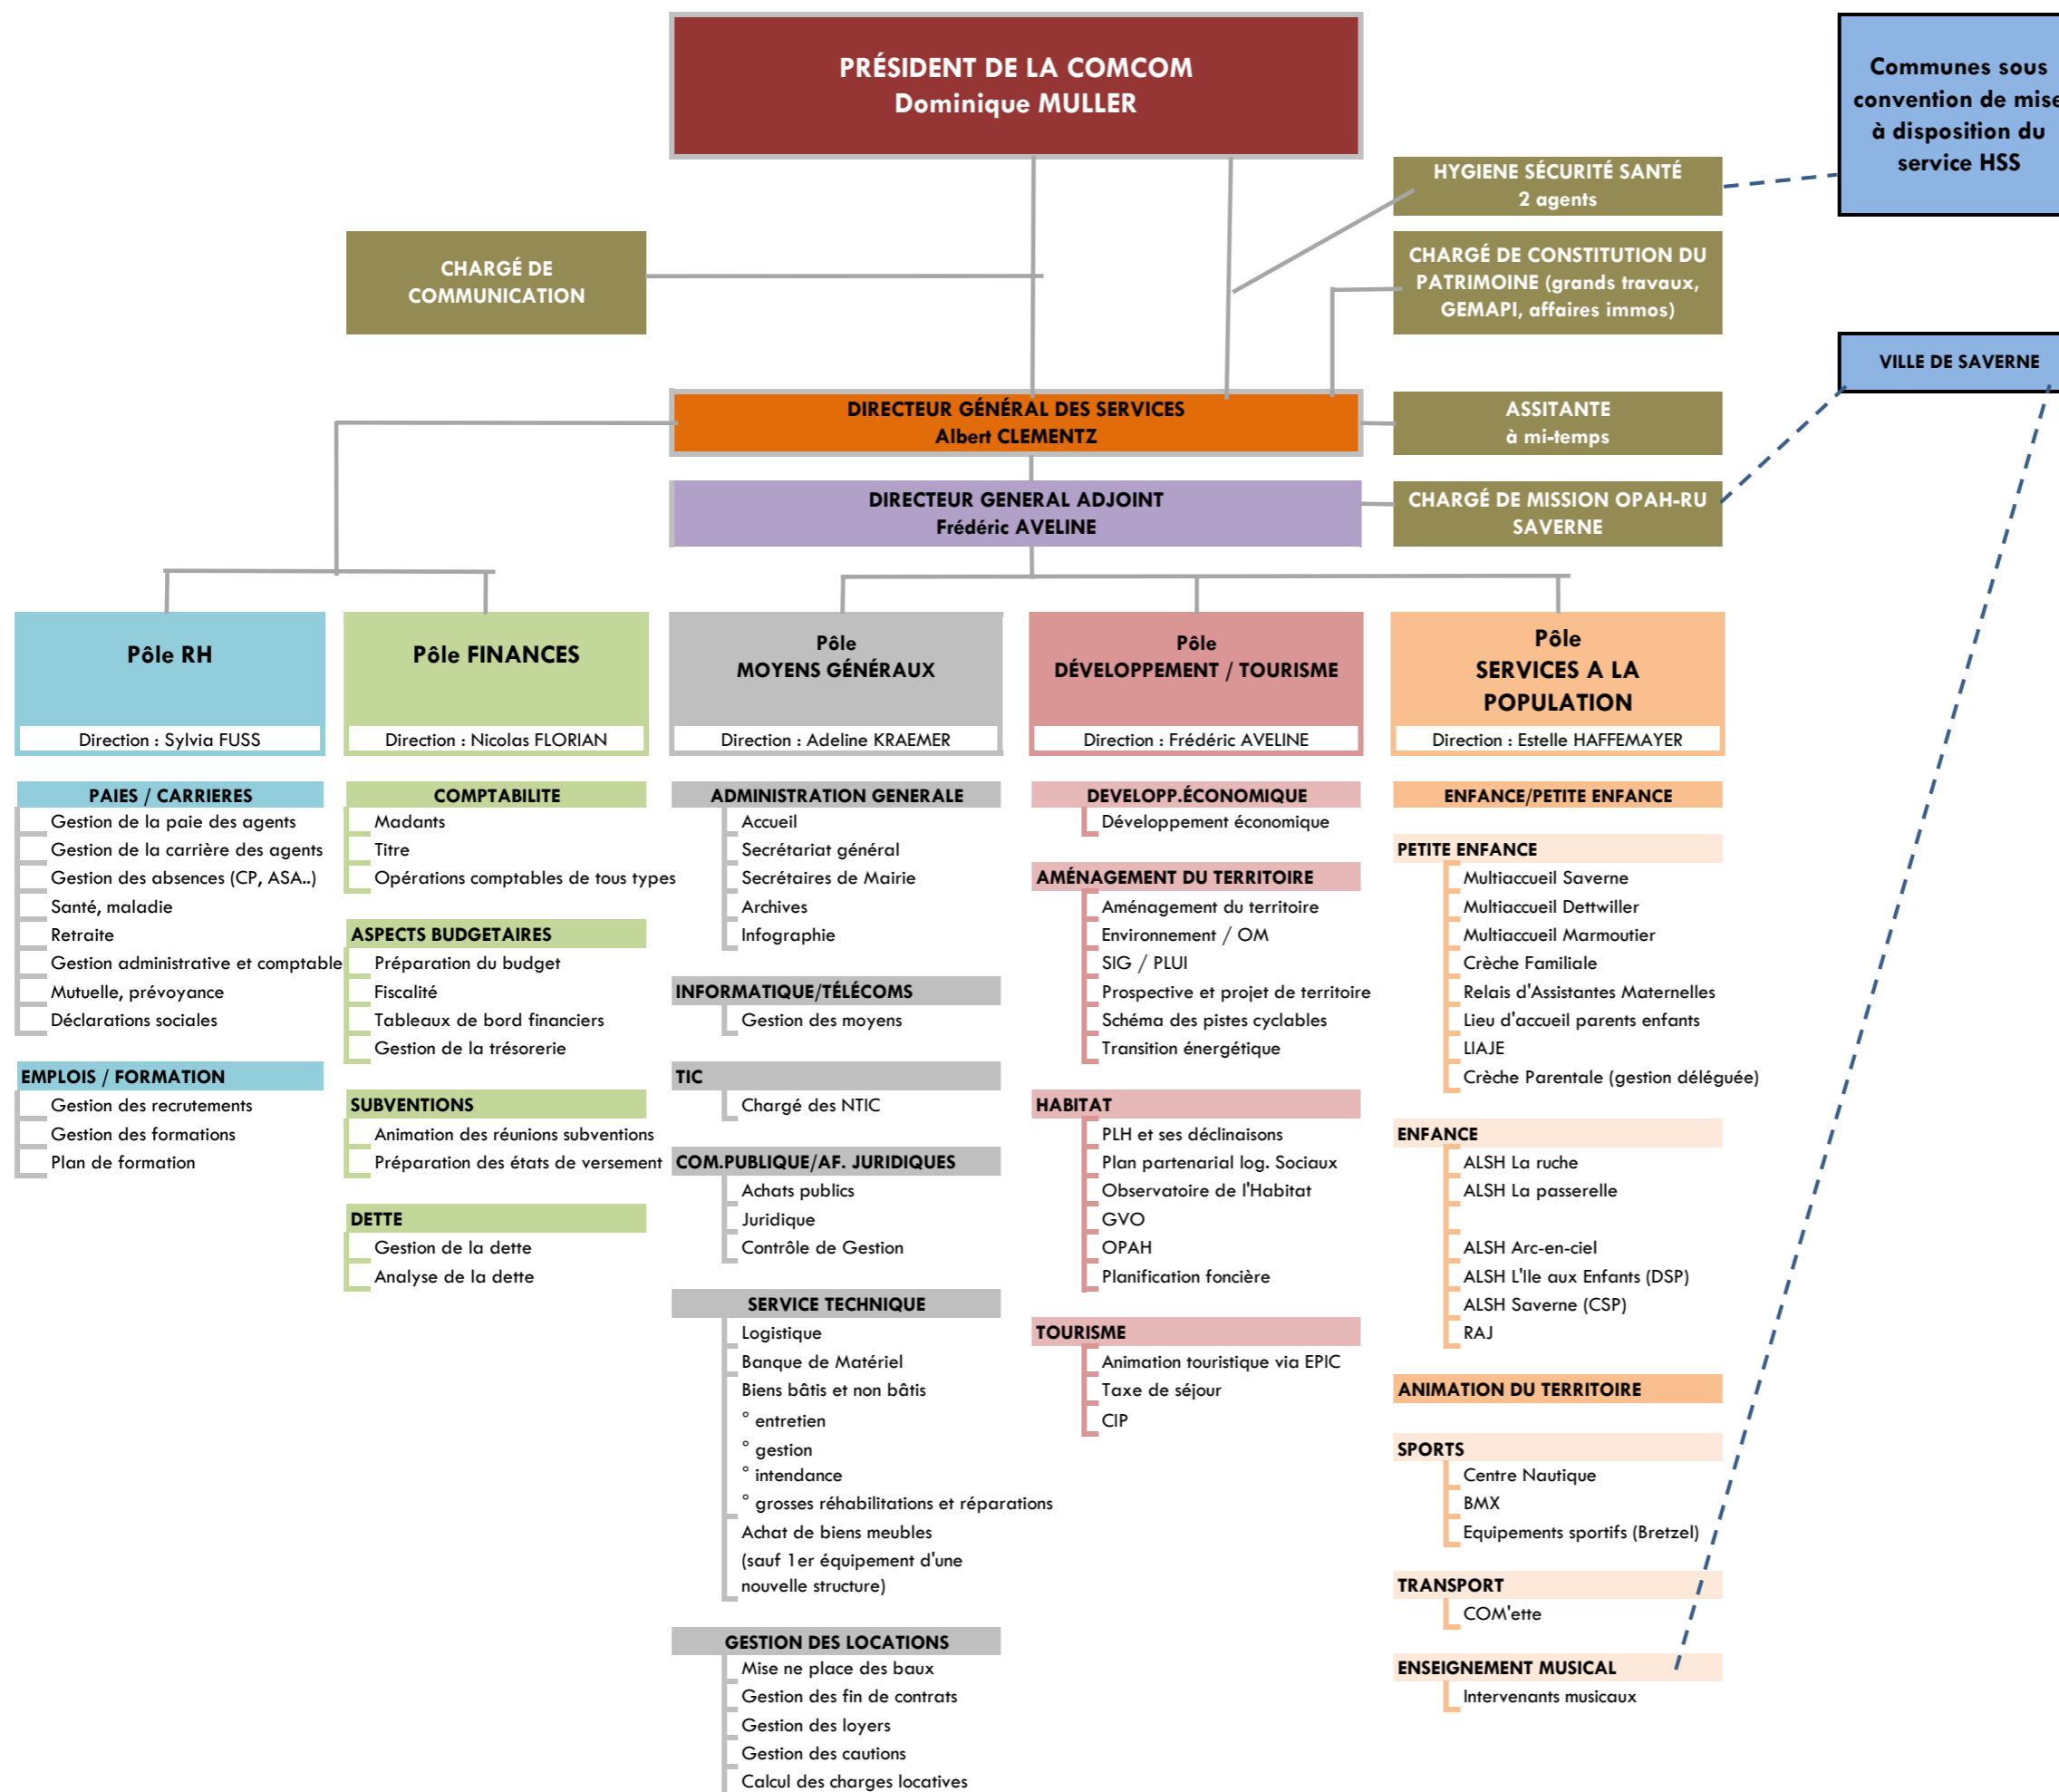 PRÉSIDENT DE LA COMCOM
Dominique MULLER
Communes sous
convention de mise
à disposition du
service HSS
HYGIENE SÉCURITÉ SANTÉ
2 agents
CHARGÉ DE
COMMUNICATION
CHARGÉ DE CONSTITUTION DU
PATRIMOINE (grands travaux,
GEMAPI, affaires immos)
VILLE DE SAVERNE
DIRECTEUR GÉNÉRAL DES SERVICES
Albert CLEMENTZ
ASSITANTE
à mi-temps
DIRECTEUR GENERAL ADJOINT
Frédéric AVELINE
CHARGÉ DE MISSION OPAH-RU
SAVERNE
Pôle RH
Direction : Sylvia FUSS
PAIES / CARRIERES
Gestion de la paie des agents
Gestion de la carrière des agents
Gestion des absences (CP, ASA..)
Santé, maladie
Retraite
Gestion administrative et comptable
Mutuelle, prévoyance
Déclarations sociales
EMPLOIS / FORMATION
Gestion des recrutements
Gestion des formations
Plan de formation
Pôle FINANCES
Direction : Nicolas FLORIAN
COMPTABILITE
Madants
Titre
Opérations comptables de tous types
ASPECTS BUDGETAIRES
Préparation du budget
Fiscalité
Tableaux de bord financiers
Gestion de la trésorerie
SUBVENTIONS
Animation des réunions subventions
Préparation des états de versement
DETTE
Gestion de la dette
Analyse de la dette
Pôle
MOYENS GÉNÉRAUX
Direction : Adeline KRAEMER
ADMINISTRATION GENERALE
Accueil
Secrétariat général
Secrétaires de Mairie
Archives
Infographie
INFORMATIQUE/TÉLÉCOMS
Gestion des moyens
TIC
Chargé des NTIC
COM.PUBLIQUE/AF. JURIDIQUES
Achats publics
Juridique
Contrôle de Gestion
SERVICE TECHNIQUE
Logistique
Banque de Matériel
Biens bâtis et non bâtis
° entretien
° gestion
° intendance
° grosses réhabilitations et réparations
Achat de biens meubles
(sauf 1er équipement d'une
nouvelle structure)
GESTION DES LOCATIONS
Mise ne place des baux
Gestion des fin de contrats
Gestion des loyers
Gestion des cautions
Calcul des charges locatives
Pôle
DÉVELOPPEMENT / TOURISME
Direction : Frédéric AVELINE
DEVELOPP.ÉCONOMIQUE
Développement économique
AMÉNAGEMENT DU TERRITOIRE
Aménagement du territoire
Environnement / OM
SIG / PLUI
Prospective et projet de territoire
Schéma des pistes cyclables
Transition énergétique
HABITAT
PLH et ses déclinaisons
Plan partenarial log. Sociaux
Observatoire de l'Habitat
GVO
OPAH
Planification foncière
TOURISME
Animation touristique via EPIC
Taxe de séjour
CIP
Pôle
SERVICES A LA
POPULATION
Direction : Estelle HAFFEMAYER
ENFANCE/PETITE ENFANCE
PETITE ENFANCE
Multiaccueil Saverne
Multiaccueil Dettwiller
Multiaccueil Marmoutier
Crèche Familiale
Relais d'Assistantes Maternelles
Lieu d'accueil parents enfants
LIAJE
Crèche Parentale (gestion déléguée)
ENFANCE
ALSH La ruche
ALSH La passerelle
ALSH Arc-en-ciel
ALSH L'Ile aux Enfants (DSP)
ALSH Saverne (CSP)
RAJ
ANIMATION DU TERRITOIRE
SPORTS
Centre Nautique
BMX
Equipements sportifs (Bretzel)
TRANSPORT
COM'ette
ENSEIGNEMENT MUSICAL
Intervenants musicaux